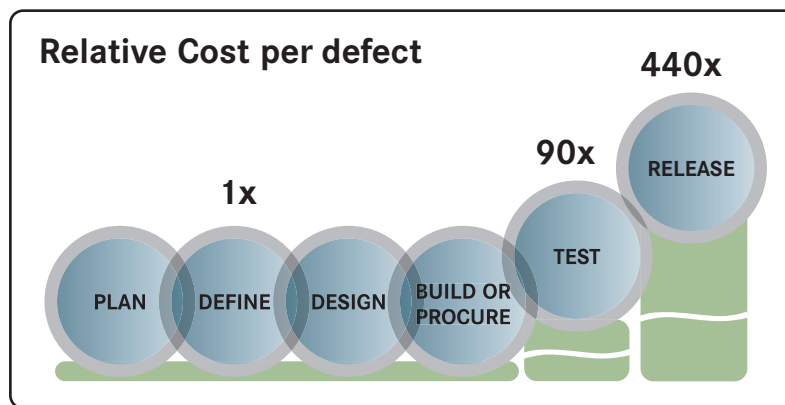 Relative Cost per defect
440x
90x
1x
RELEASE
TEST
PLAN
DEFINE
DESIGN
BUILD OR
PROCURE